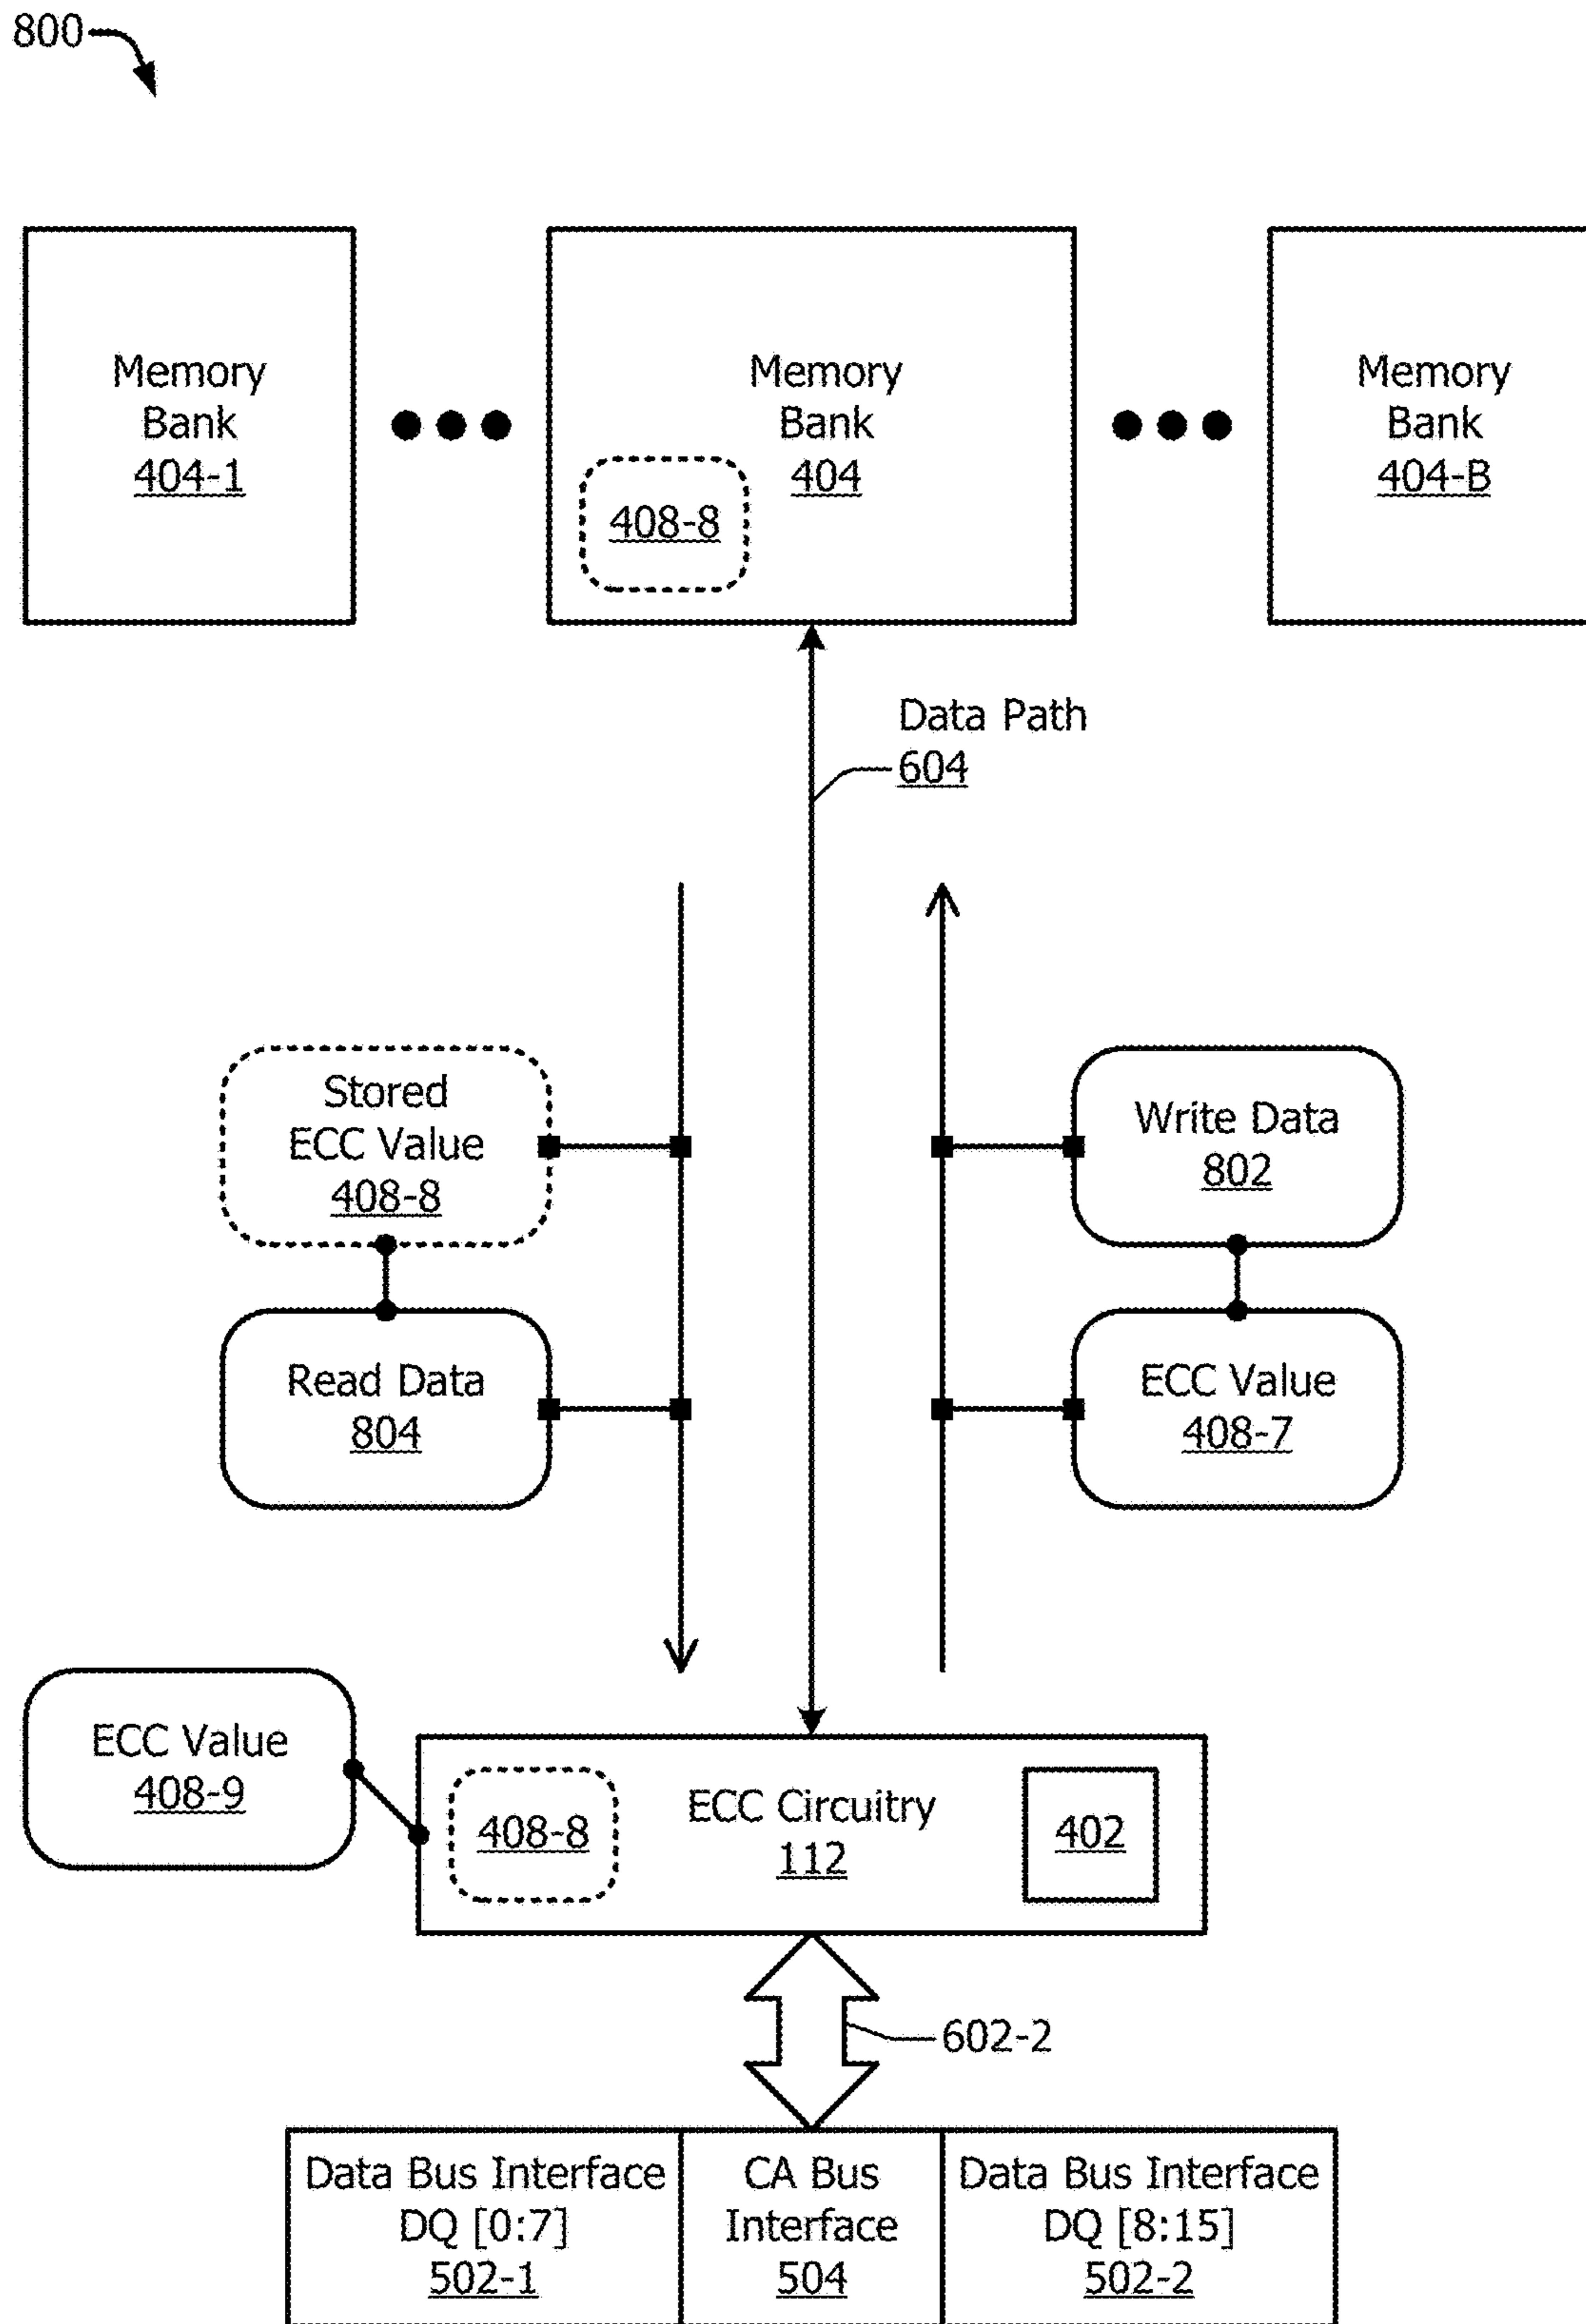 800
Memory
Bank
404-1
Memory
Bank
404
408-8
Memory
Bank
404-B
Data Path
604
Stored
ECC Value
408-8
Write Data
802
Read Data
804
ECC Value
408-7
ECC Value
408-9
408-8
ECC Circuitry
112
402
602-2
Data Bus Interface
DQ [0:7]
502-1
CA Bus
Interface
504
Data Bus Interface
DQ [8:15]
502-2